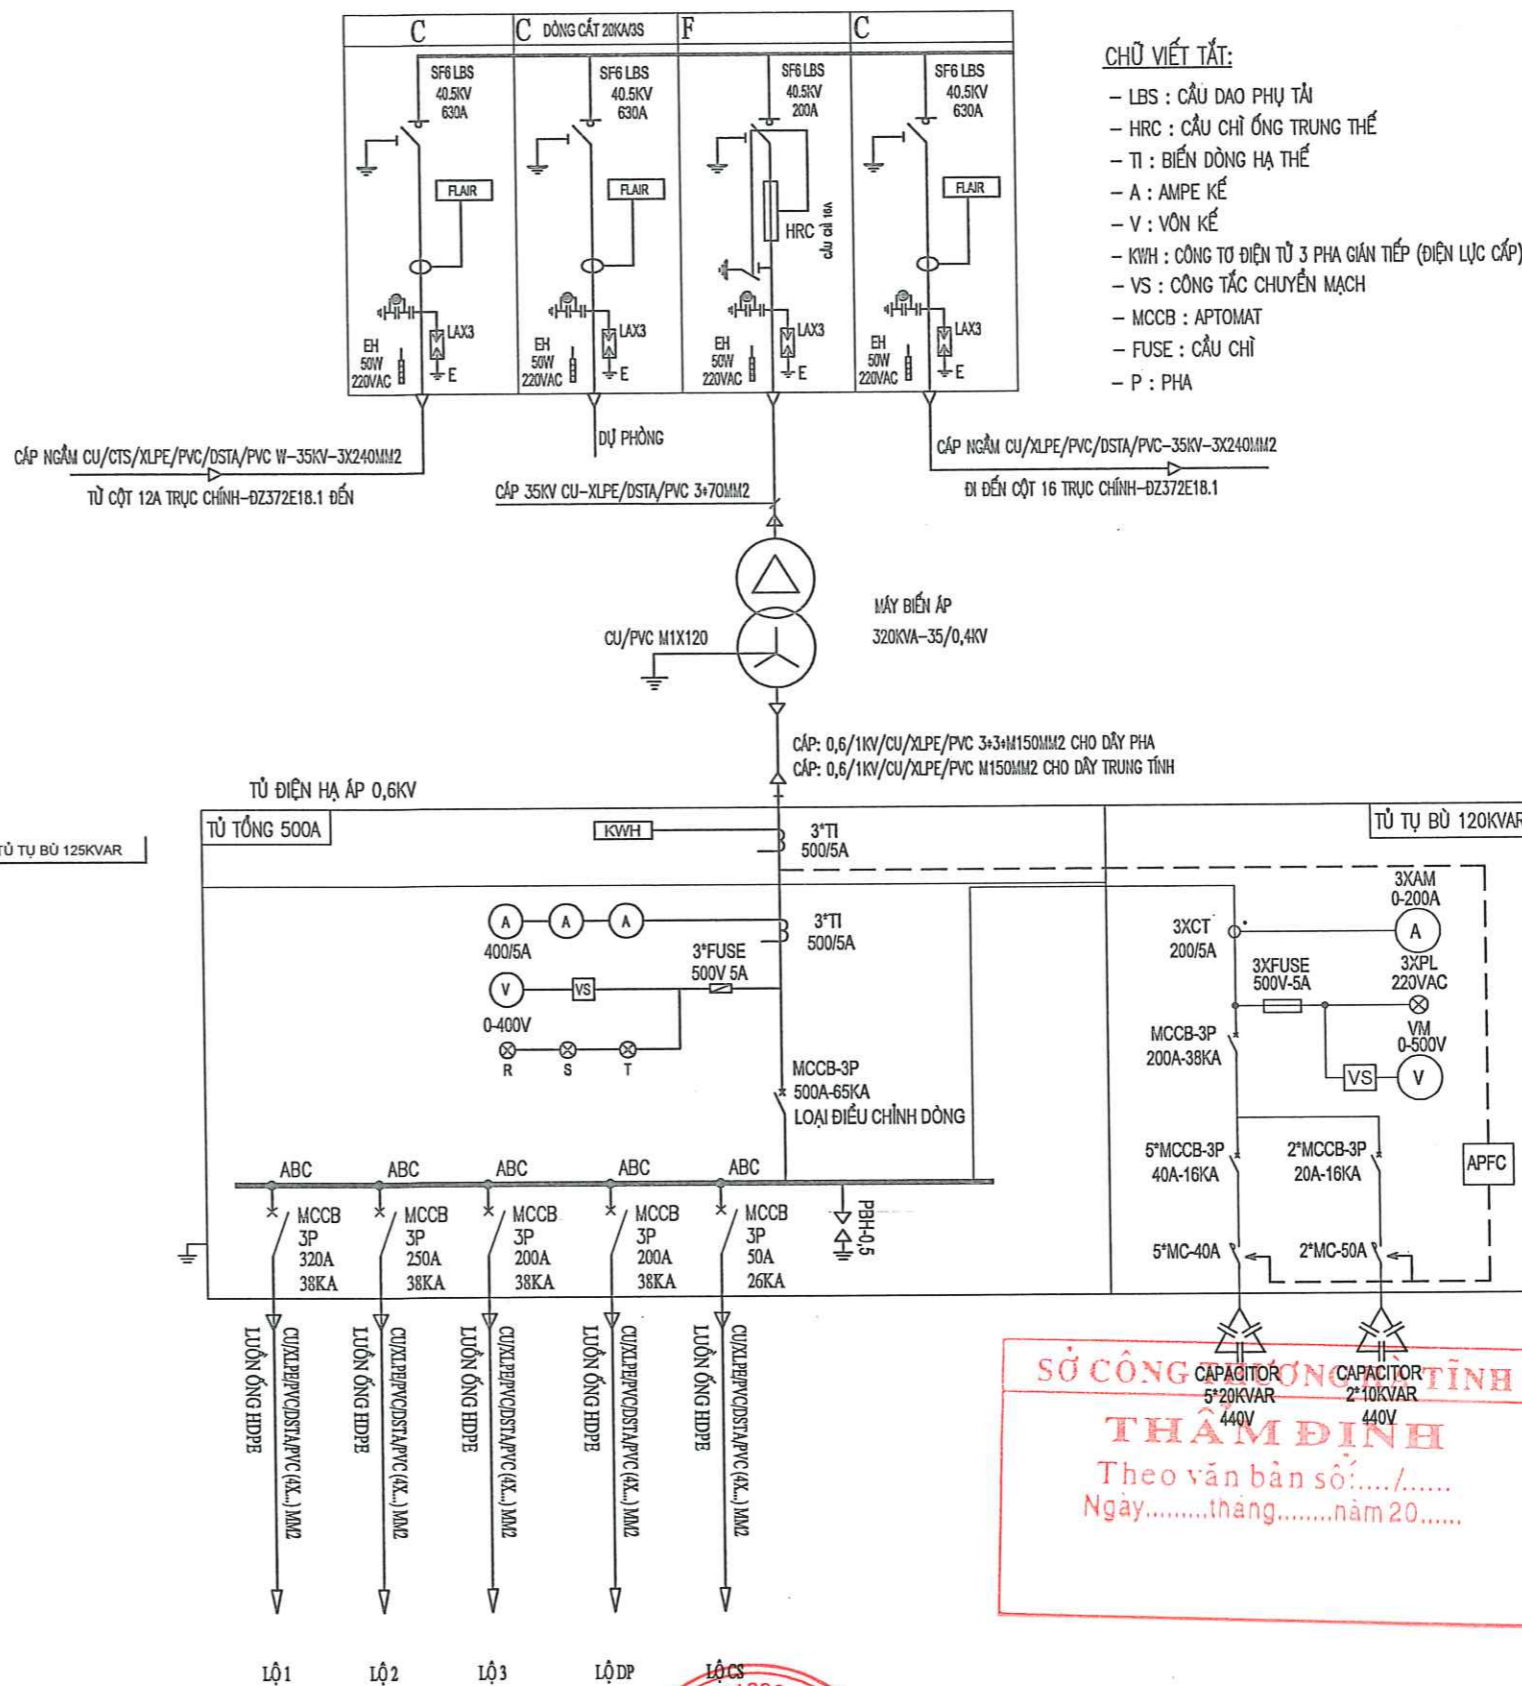 C
C DÒNG CẮT 20KA/3S
F
C
SF6 LBS
40.5KV
630A
SF6 LBS
40.5KV
630A
SF6 LBS
40.5KV
200A
SF6 LBS
40.5KV
630A
FLAIR
FLAIR
HRC
CẦU CHÌ 16A
FLAIR
LAX3
LAX3
LAX3
LAX3
EH
50W
220VAC
E
EH
50W
220VAC
E
EH
50W
220VAC
E
EH
50W
220VAC
E
CHỮ VIẾT TẮT:
– LBS : CẦU DAO PHỤ TẢI
– HRC : CẦU CHÌ ỐNG TRUNG THẾ
– TI : BIẾN DÒNG HẠ THẾ
– A : AMPE KẾ
– V : VÔN KẾ
– KWH : CÔNG TƠ ĐIỆN TỬ 3 PHA GIÁN TIẾP (ĐIỆN LỰC CẤP)
– VS : CÔNG TẮC CHUYỂN MẠCH
– MCCB : APTOMAT
– FUSE : CẦU CHÌ
– P : PHA
CÁP NGẦM CU/CTS/XLPE/PVC/DSTA/PVC W–35KV–3X240MM2
TỪ CỘT 12A TRỤC CHÍNH–ĐZ372E18.1 ĐẾN
DỰ PHÒNG
CÁP 35KV CU–XLPE/DSTA/PVC 3*70MM2
CÁP NGẦM CU/XLPE/PVC/DSTA/PVC–35KV–3X240MM2
ĐI ĐẾN CỘT 16 TRỤC CHÍNH–ĐZ372E18.1
MÁY BIẾN ÁP
320KVA–35/0,4KV
CU/PVC M1X120
CÁP: 0,6/1KV/CU/XLPE/PVC 3*3*M150MM2 CHO DÂY PHA
CÁP: 0,6/1KV/CU/XLPE/PVC M150MM2 CHO DÂY TRUNG TÍNH
TỦ ĐIỆN HẠ ÁP 0,6KV
TỦ TỤ BÙ 125KVAR
TỦ TỔNG 500A
KWH
3*TI
500/5A
TỦ TỤ BÙ 120KVAR
A
A
A
400/5A
3*TI
500/5A
3*FUSE
500V 5A
V
VS
0-400V
R
S
T
MCCB-3P
500A-65KA
LOẠI ĐIỀU CHỈNH DÒNG
3XCT
200/5A
3XAM
0-200A
A
3XFUSE
500V-5A
3XPL
220VAC
VM
0-500V
VS
V
MCCB-3P
200A-38KA
5*MCCB-3P
40A-16KA
2*MCCB-3P
20A-16KA
APFC
5*MC-40A
2*MC-50A
ABC
ABC
ABC
ABC
ABC
MCCB
3P
320A
38KA
MCCB
3P
250A
38KA
MCCB
3P
200A
38KA
MCCB
3P
200A
38KA
MCCB
3P
50A
26KA
PBH-0,5
CU/XLPE/PVC/DSTA/PVC (4X...) MM2
LUỒN ỐNG HDPE
CU/XLPE/PVC/DSTA/PVC (4X...) MM2
LUỒN ỐNG HDPE
CU/XLPE/PVC/DSTA/PVC (4X...) MM2
LUỒN ỐNG HDPE
CU/XLPE/PVC/DSTA/PVC (4X...) MM2
LUỒN ỐNG HDPE
CU/XLPE/PVC/DSTA/PVC (4X...) MM2
LUỒN ỐNG HDPE
CAPACITOR
5*20KVAR
440V
CAPACITOR
2*10KVAR
440V
SỞ CÔNG THƯƠNG HÀ TĨNH
THẨM ĐỊNH
Theo văn bản số:..../......
Ngày.........tháng........năm 20......
LỘ 1
LỘ 2
LỘ 3
LỘ DP
LỘ CS